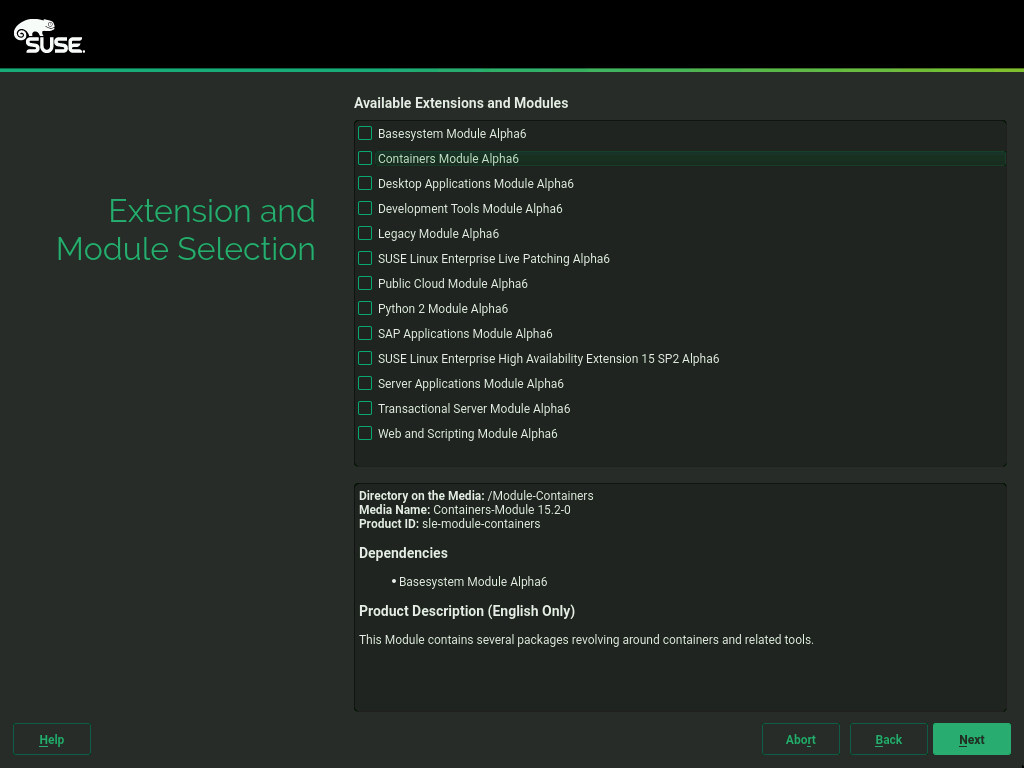 SUSE.
Available Extensions and Modules
Extension and
Module Selection
Basesystem Module Alpha6
Containers Module Alpha6
Desktop Applications Module Alpha6
Development Tools Module Alpha6
Legacy Module Alpha6
SUSE Linux Enterprise Live Patching Alpha6
Public Cloud Module Alpha6
Python 2 Module Alpha6
SAP Applications Module Alpha6
SUSE Linux Enterprise High Availability Extension 15 SP2 Alpha6
Server Applications Module Alpha6
Transactional Server Module Alpha6
Web and Scripting Module Alpha6
Directory on the Media: /Module-Containers
Media Name: Containers-Module 15.2-0
Product ID: sle-module-containers
Dependencies
• Basesystem Module Alpha6
Product Description (English Only)
This Module contains several packages revolving around containers and related tools.
Help
Abort
Back
Next